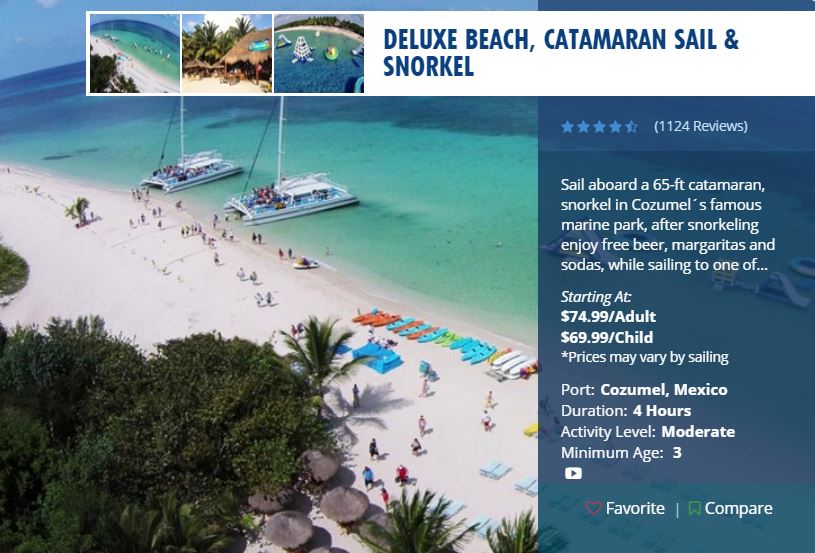 DELUXE BEACH, CATAMARAN SAIL &
SNORKEL
(1124 Reviews)
Sail aboard a 65-ft catamaran,
snorkel in Cozumel´s famous
marine park, after snorkeling
enjoy free beer, margaritas and
sodas, while sailing to one of...
Starting At:
$74.99/Adult
$69.99/Child
*Prices may vary by sailing
Port: Cozumel, Mexico
Duration: 4 Hours
Activity Level: Moderate
Minimum Age: 3
Favorite | Compare